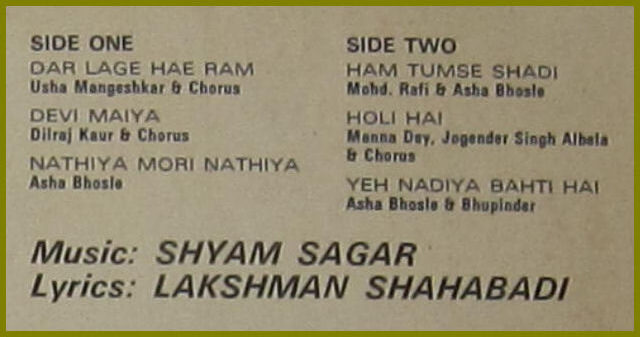 SIDE ONE
DAR LAGE HAE RAM
Usha Mangeshkar & Chorus
DEVI MAIYA
Dilraj Kaur & Chorus
NATHIYA MORI NATHIYA
Asha Bhosle
SIDE TWO
HAM TUMSE SHADI
Mohd. Rafi & Asha Bhosle
HOLI HAI
Manna Dey, Jogender Singh Albela
& Chorus
YEH NADIYA BAHTI HAI
Asha Bhosle & Bhupinder
Music: SHYAM SAGAR
Lyrics: LAKSHMAN SHAHABADI